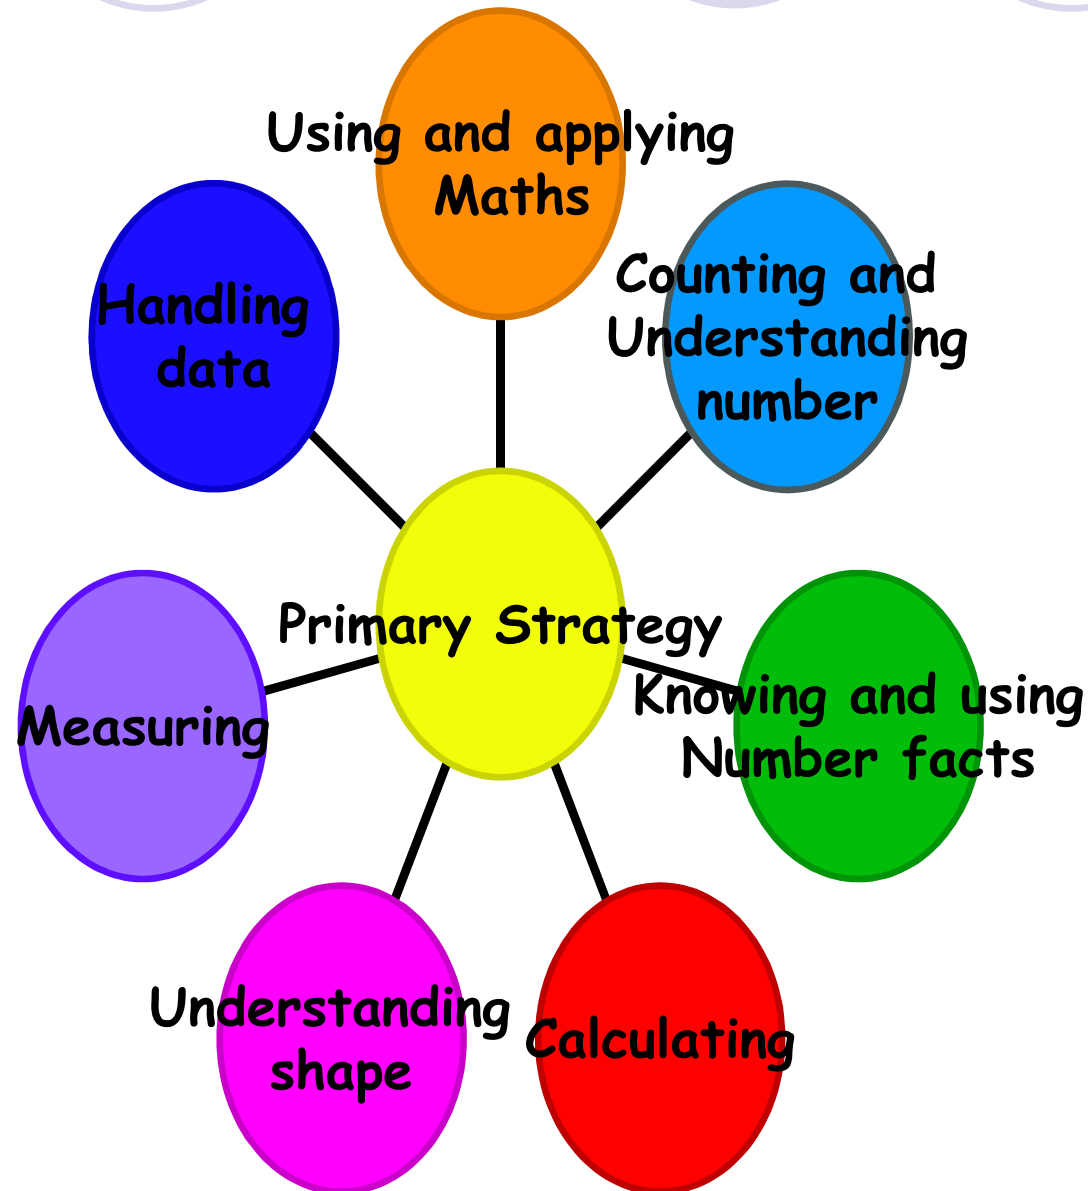 Using and applying
Maths
Counting and
Understanding
number
Handling
data
Primary Strategy
Knowing and using
Number facts
Measuring
Understanding
shape
Calculating